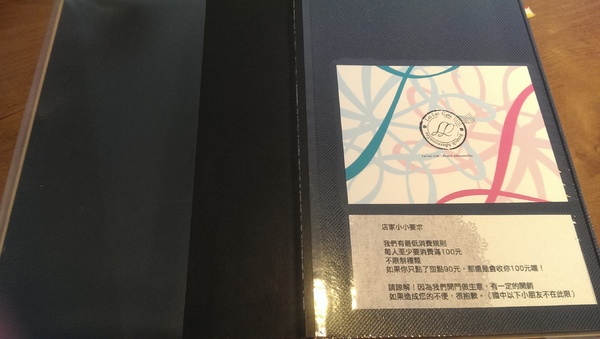 店家小小要求
我們有最低消費規則
每人至少要消費滿100元
不限制種類
如果你只點了甜點90元，那還是會收你100元喔！
請諒解！因為我們開門做生意，有一定的開銷
如果造成您的不便，很抱歉。（國中以下小朋友不在此限）